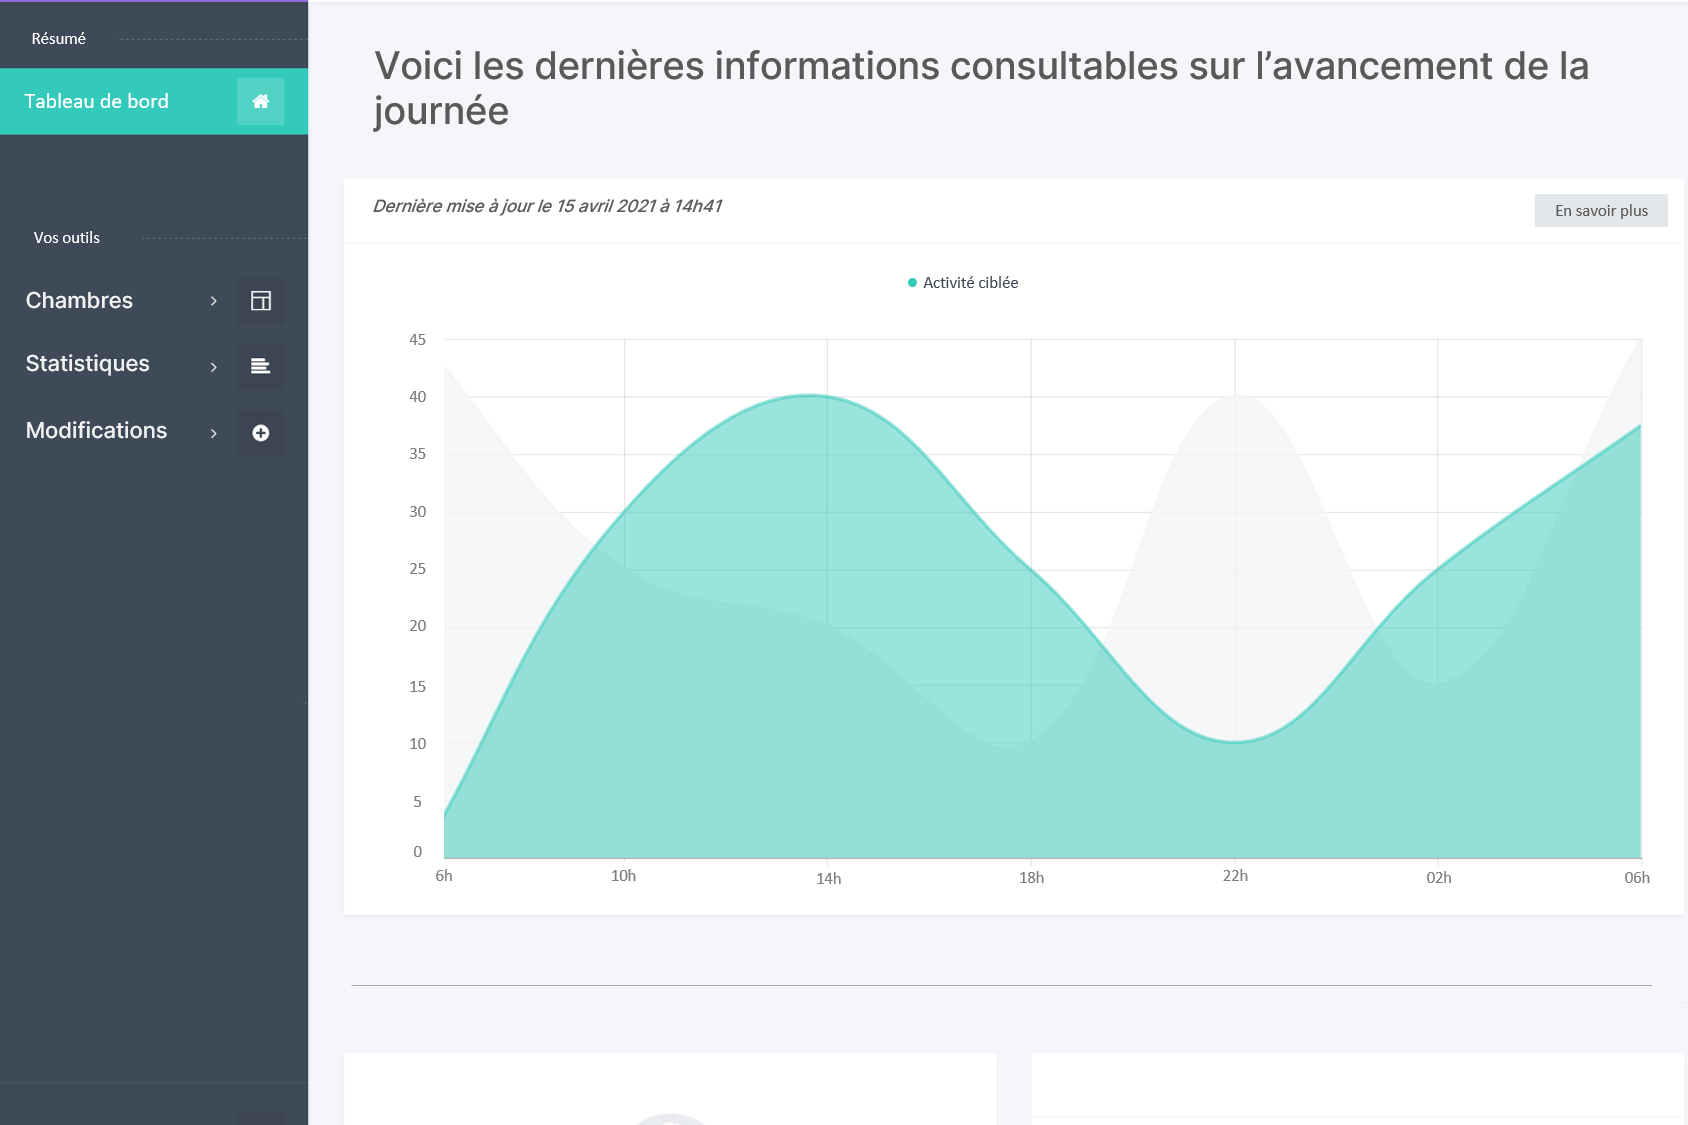 Résumé
Tableau de bord
Vos outils
Chambres
Statistiques
Modifications
Voici les dernières informations consultables sur l’avancement de la
journée
Dernière mise à jour le 15 avril 2021 à 14h41
En savoir plus
Activité ciblée
45
40
35
30
25
20
15
10
5
0
6h 10h 14h 18h 22h 02h 06h